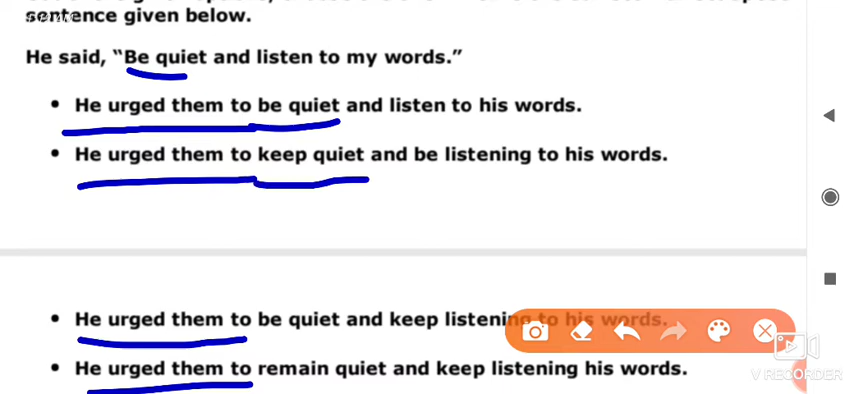 sentence given below.
He said, “Be quiet and listen to my words.”
• He urged them to be quiet and listen to his words.
• He urged them to keep quiet and be listening to his words.
• He urged them to be quiet and keep listening to his words.
• He urged them to remain quiet and keep listening his words.
V RECORDER